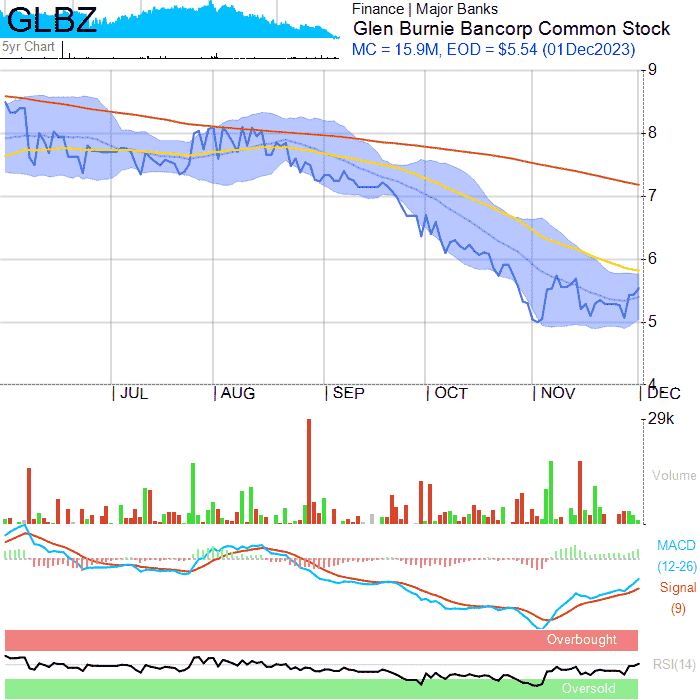 GLBZ
5yr Chart
Finance | Major Banks
Glen Burnie Bancorp Common Stock
MC = 15.9M, EOD = $5.54 (01Dec2023)
9
8
7
6
5
4
JUL AUG SEP OCT NOV DEC
29k
Volume
MACD
(12-26)
Signal
(9)
Overbought
RSI(14)
Oversold